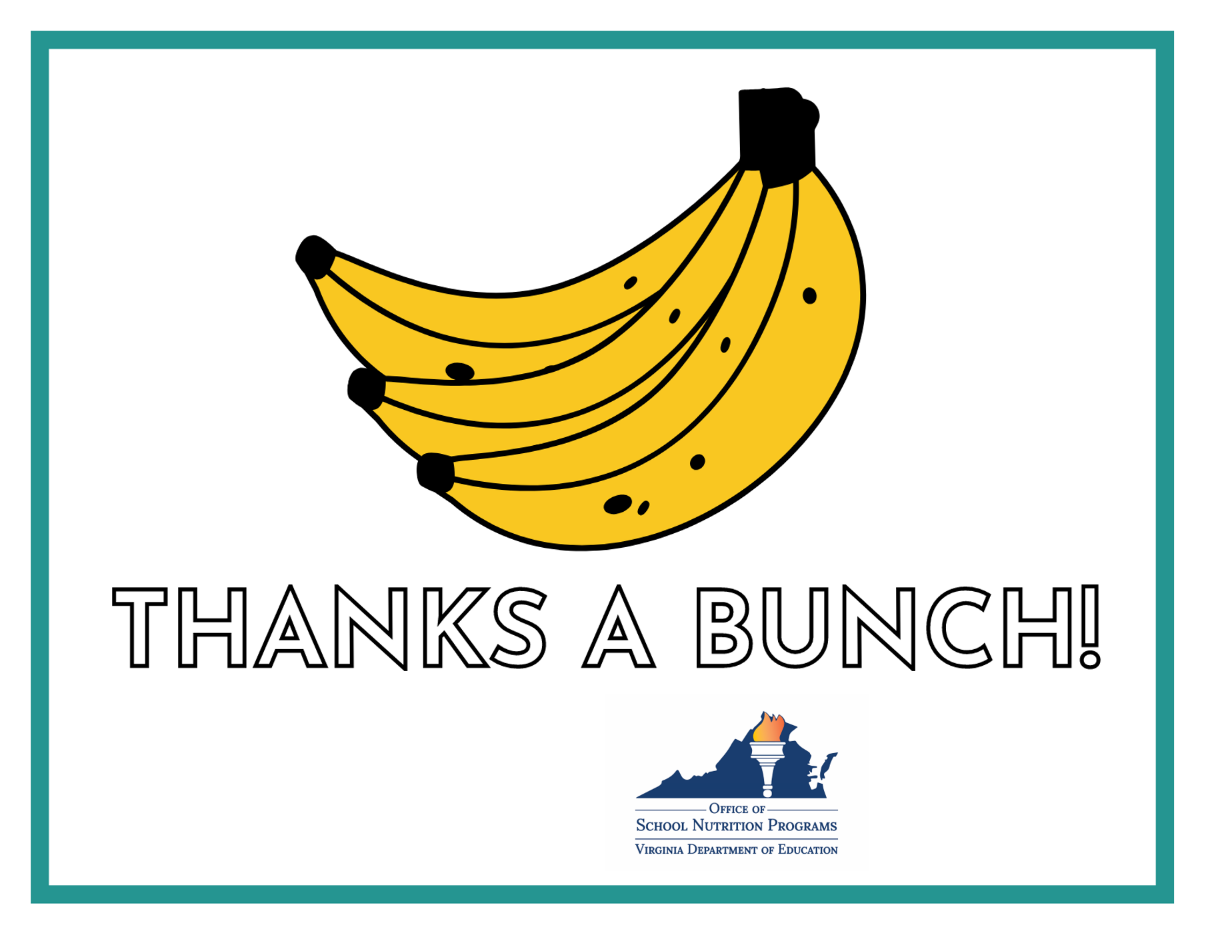 THANKS A BUNCH!
OFFICE OF
SCHOOL NUTRITION PROGRAMS
VIRGINIA DEPARTMENT OF EDUCATION